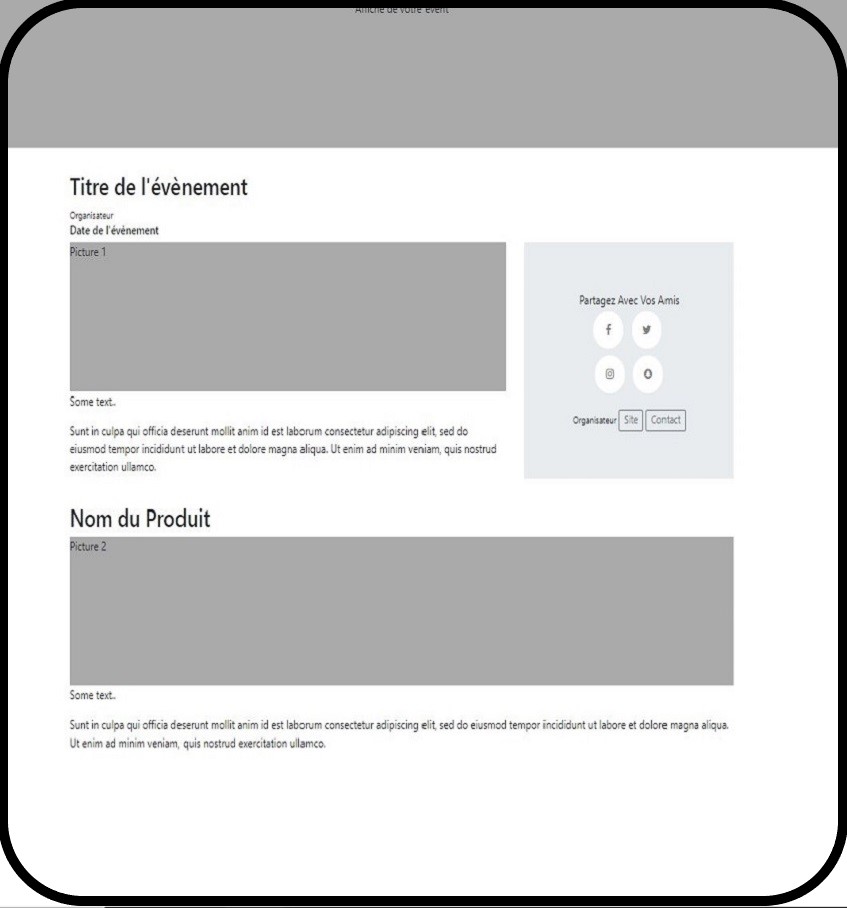 Affiche de votre event
Titre de l'évènement
Organisateur
Date de l'événement
Picture 1
Some text..
Sunt in culpa qui officia deserunt mollit anim id est laborum consectetur adipiscing elit, sed do
eiusmod tempor incididunt ut labore et dolore magna aliqua. Ut enim ad minim veniam, quis nostrud
exercitation ullamco.
Partagez Avec Vos Amis
Organisateur Site Contact
Nom du Produit
Picture 2
Some text..
Sunt in culpa qui officia deserunt mollit anim id est laborum consectetur adipiscing elit, sed do eiusmod tempor incididunt ut labore et dolore magna aliqua.
Ut enim ad minim veniam, quis nostrud exercitation ullamco.